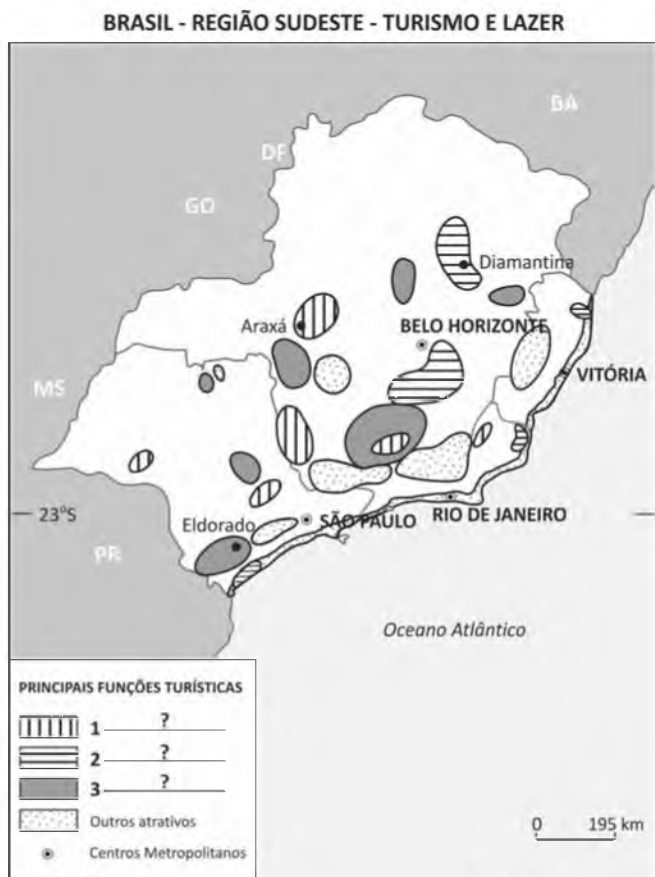 BRASIL - REGIÃO SUDESTE - TURISMO E LAZER
BA
DF
GO
Diamantina
Araxá
BELO HORIZONTE
MS
VITÓRIA
23°S
SÃO PAULO
RIO DE JANEIRO
Eldorado
PR
Oceano Atlântico
PRINCIPAIS FUNÇÕES TURÍSTICAS
1 ?
2 ?
3 ?
Outros atrativos
Centros Metropolitanos
0 195 km